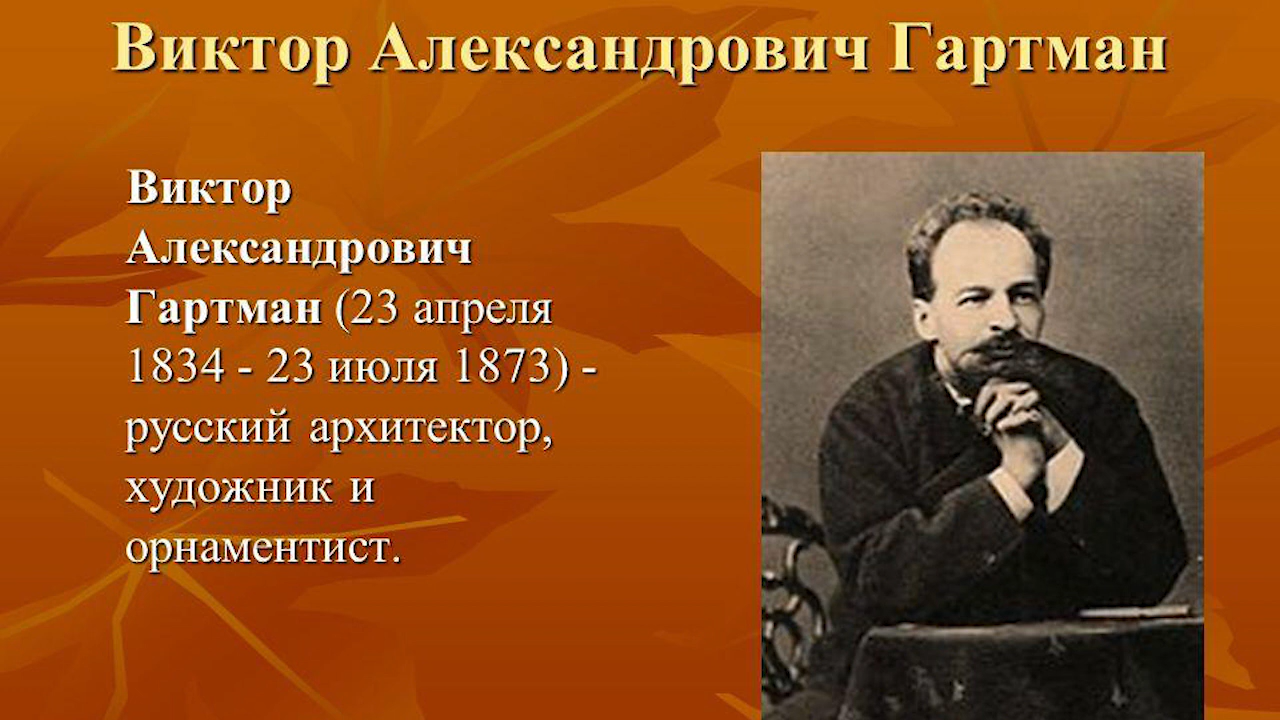 Виктор Александрович Гартман
Виктор
Александрович
Гартман (23 апреля
1834 - 23 июля 1873) -
русский архитектор,
художник и
орнаментист.